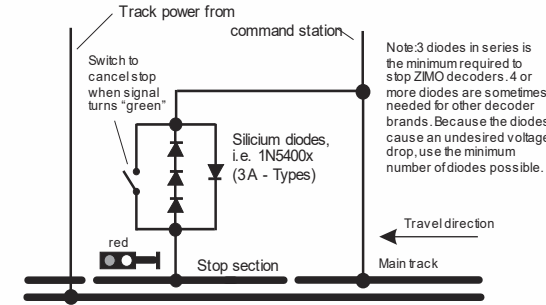 Track power from
command station
Switch to
cancel stop
when signal
turns “green”
Note:3 diodes in series is
the minimum required to
stop ZIMO decoders. 4 or
more diodes are sometimes
needed for other decoder
brands. Because the diodes
cause an undesired voltage
drop, use the minimum
number of diodes possible.
Silicium diodes,
i.e. 1N5400x
(3 A - Types)
Travel direction
red
Stop section
Main track